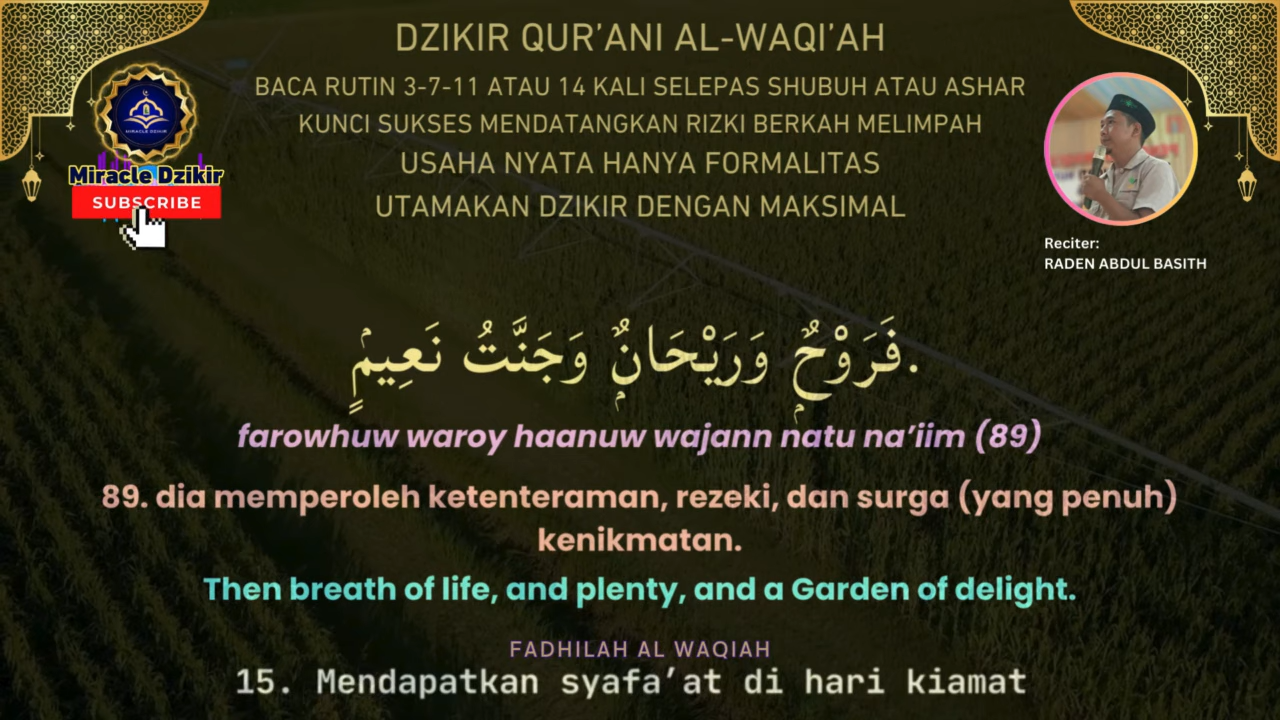 DZIKIR QUR’ANI AL-WAQI’AH
BACA RUTIN 3-7-11 ATAU 14 KALI SELEPAS SHUBUH ATAU ASHAR
KUNCI SUKSES MENDATANGKAN RIZKI BERKAH MELIMPAH
USAHA NYATA HANYA FORMALITAS
UTAMAKAN DZIKIR DENGAN MAKSIMAL
MIRACLE DZIKIR
Miracle Dzikir
SUBSCRIBE
Reciter:
RADEN ABDUL BASITH
فَرَوْحٌۭ وَرَيْحَانٌۭ وَجَنَّتُ نَعِيمٍۢ.
farowhuw waroy haanuw wajann natu na’iim (89)
89. dia memperoleh ketenteraman, rezeki, dan surga (yang penuh)
kenikmatan.
Then breath of life, and plenty, and a Garden of delight.
FADHILAH AL WAQIAH
15. Mendapatkan syafa’at di hari kiamat